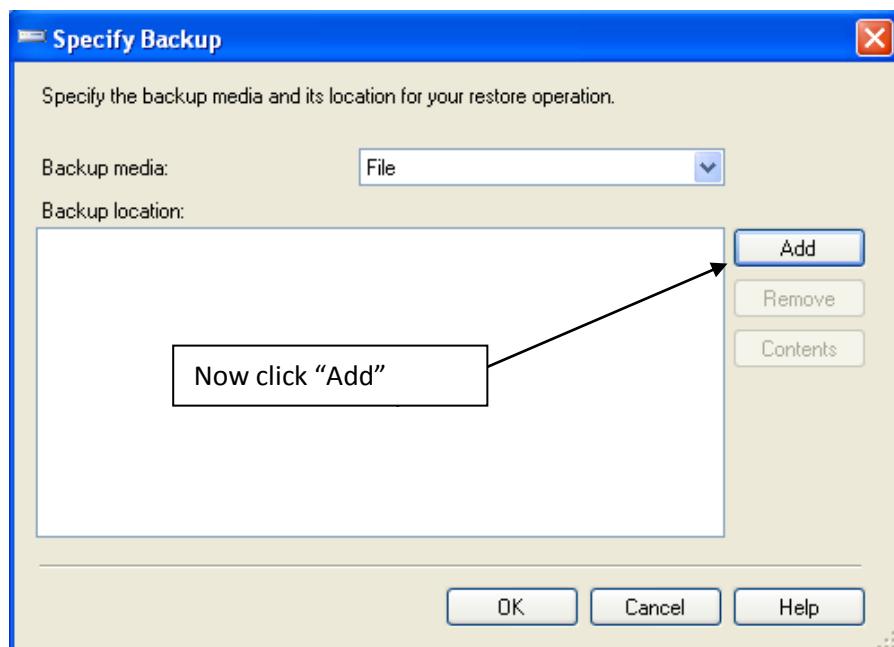 Specify Backup
Specify the backup media and its location for your restore operation.
Backup media:
File
Backup location:
Add
Remove
Contents
Now click “Add”
OK
Cancel
Help